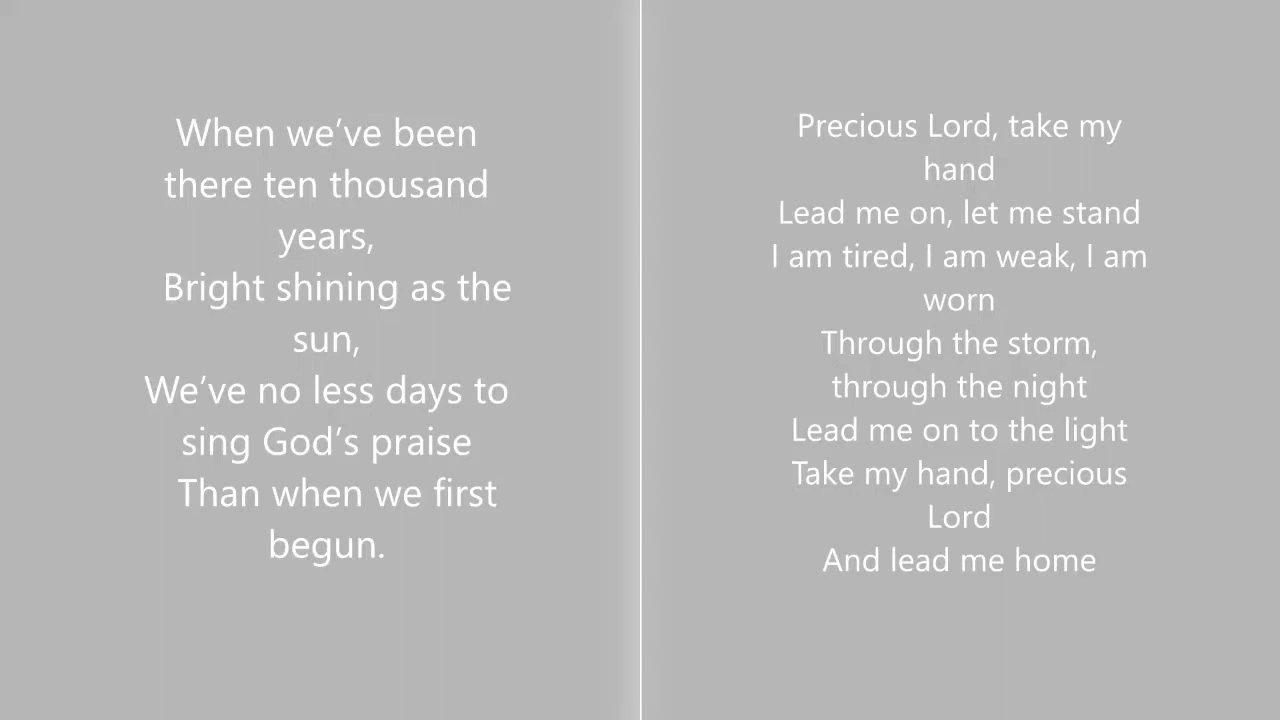 When we’ve been
there ten thousand
years,
Bright shining as the
sun,
We’ve no less days to
sing God’s praise
Than when we first
begun.
Precious Lord, take my
hand
Lead me on, let me stand
I am tired, I am weak, I am
worn
Through the storm,
through the night
Lead me on to the light
Take my hand, precious
Lord
And lead me home